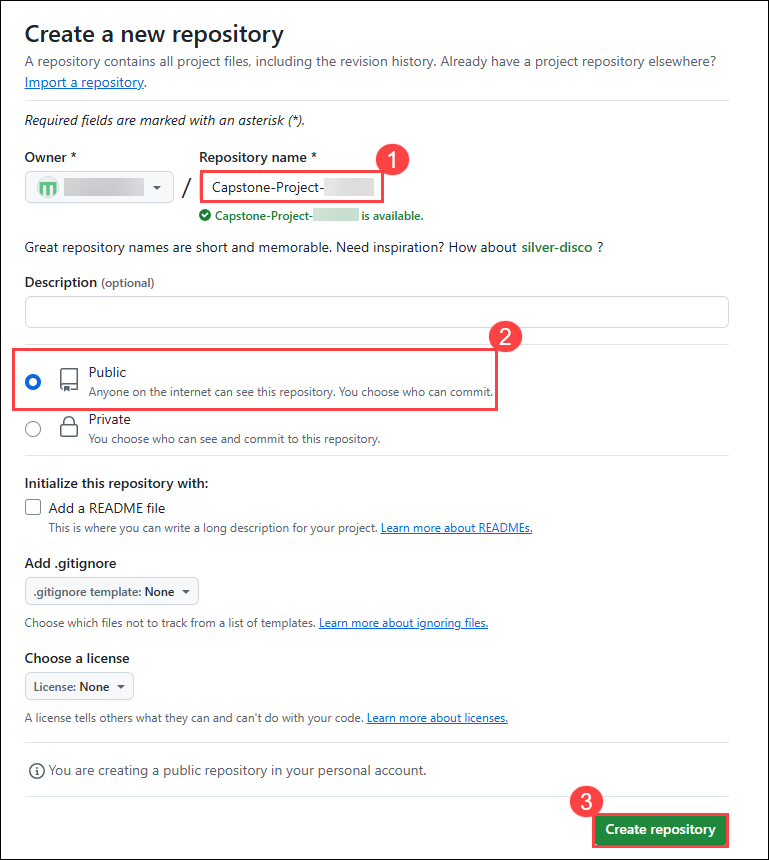 Create a new repository
A repository contains all project files, including the revision history. Already have a project repository elsewhere?
Import a repository.
Required fields are marked with an asterisk (*).
Owner * Repository name * 1
/ Capstone-Project-
Capstone-Project- is available.
Great repository names are short and memorable. Need inspiration? How about silver-disco ?
Description (optional)
2
Public
Anyone on the internet can see this repository. You choose who can commit.
Private
You choose who can see and commit to this repository.
Initialize this repository with:
Add a README file
This is where you can write a long description for your project. Learn more about READMEs.
Add .gitignore
.gitignore template: None
Choose which files not to track from a list of templates. Learn more about ignoring files.
Choose a license
License: None
A license tells others what they can and can't do with your code. Learn more about licenses.
You are creating a public repository in your personal account.
3
Create repository